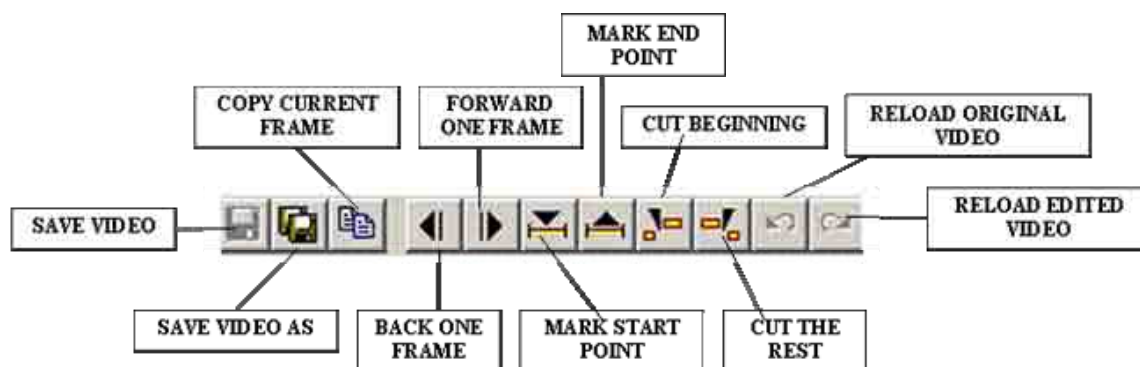 MARK END
POINT
COPY CURRENT
FRAME
FORWARD
ONE FRAME
CUT BEGINNING
RELOAD ORIGINAL
VIDEO
SAVE VIDEO
RELOAD EDITED
VIDEO
SAVE VIDEO AS
BACK ONE
FRAME
MARK START
POINT
CUT THE
REST